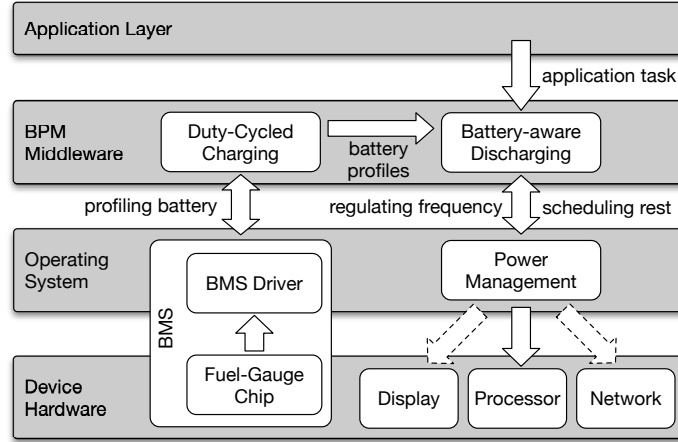 Application Layer
application task
BPM
Middleware
Duty-Cycled
Charging
battery
profiles
Battery-aware
Discharging
profiling battery
regulating frequency
scheduling rest
Operating
System
BMS
BMS Driver
Power
Management
Device
Hardware
Fuel-Gauge
Chip
Display
Processor
Network